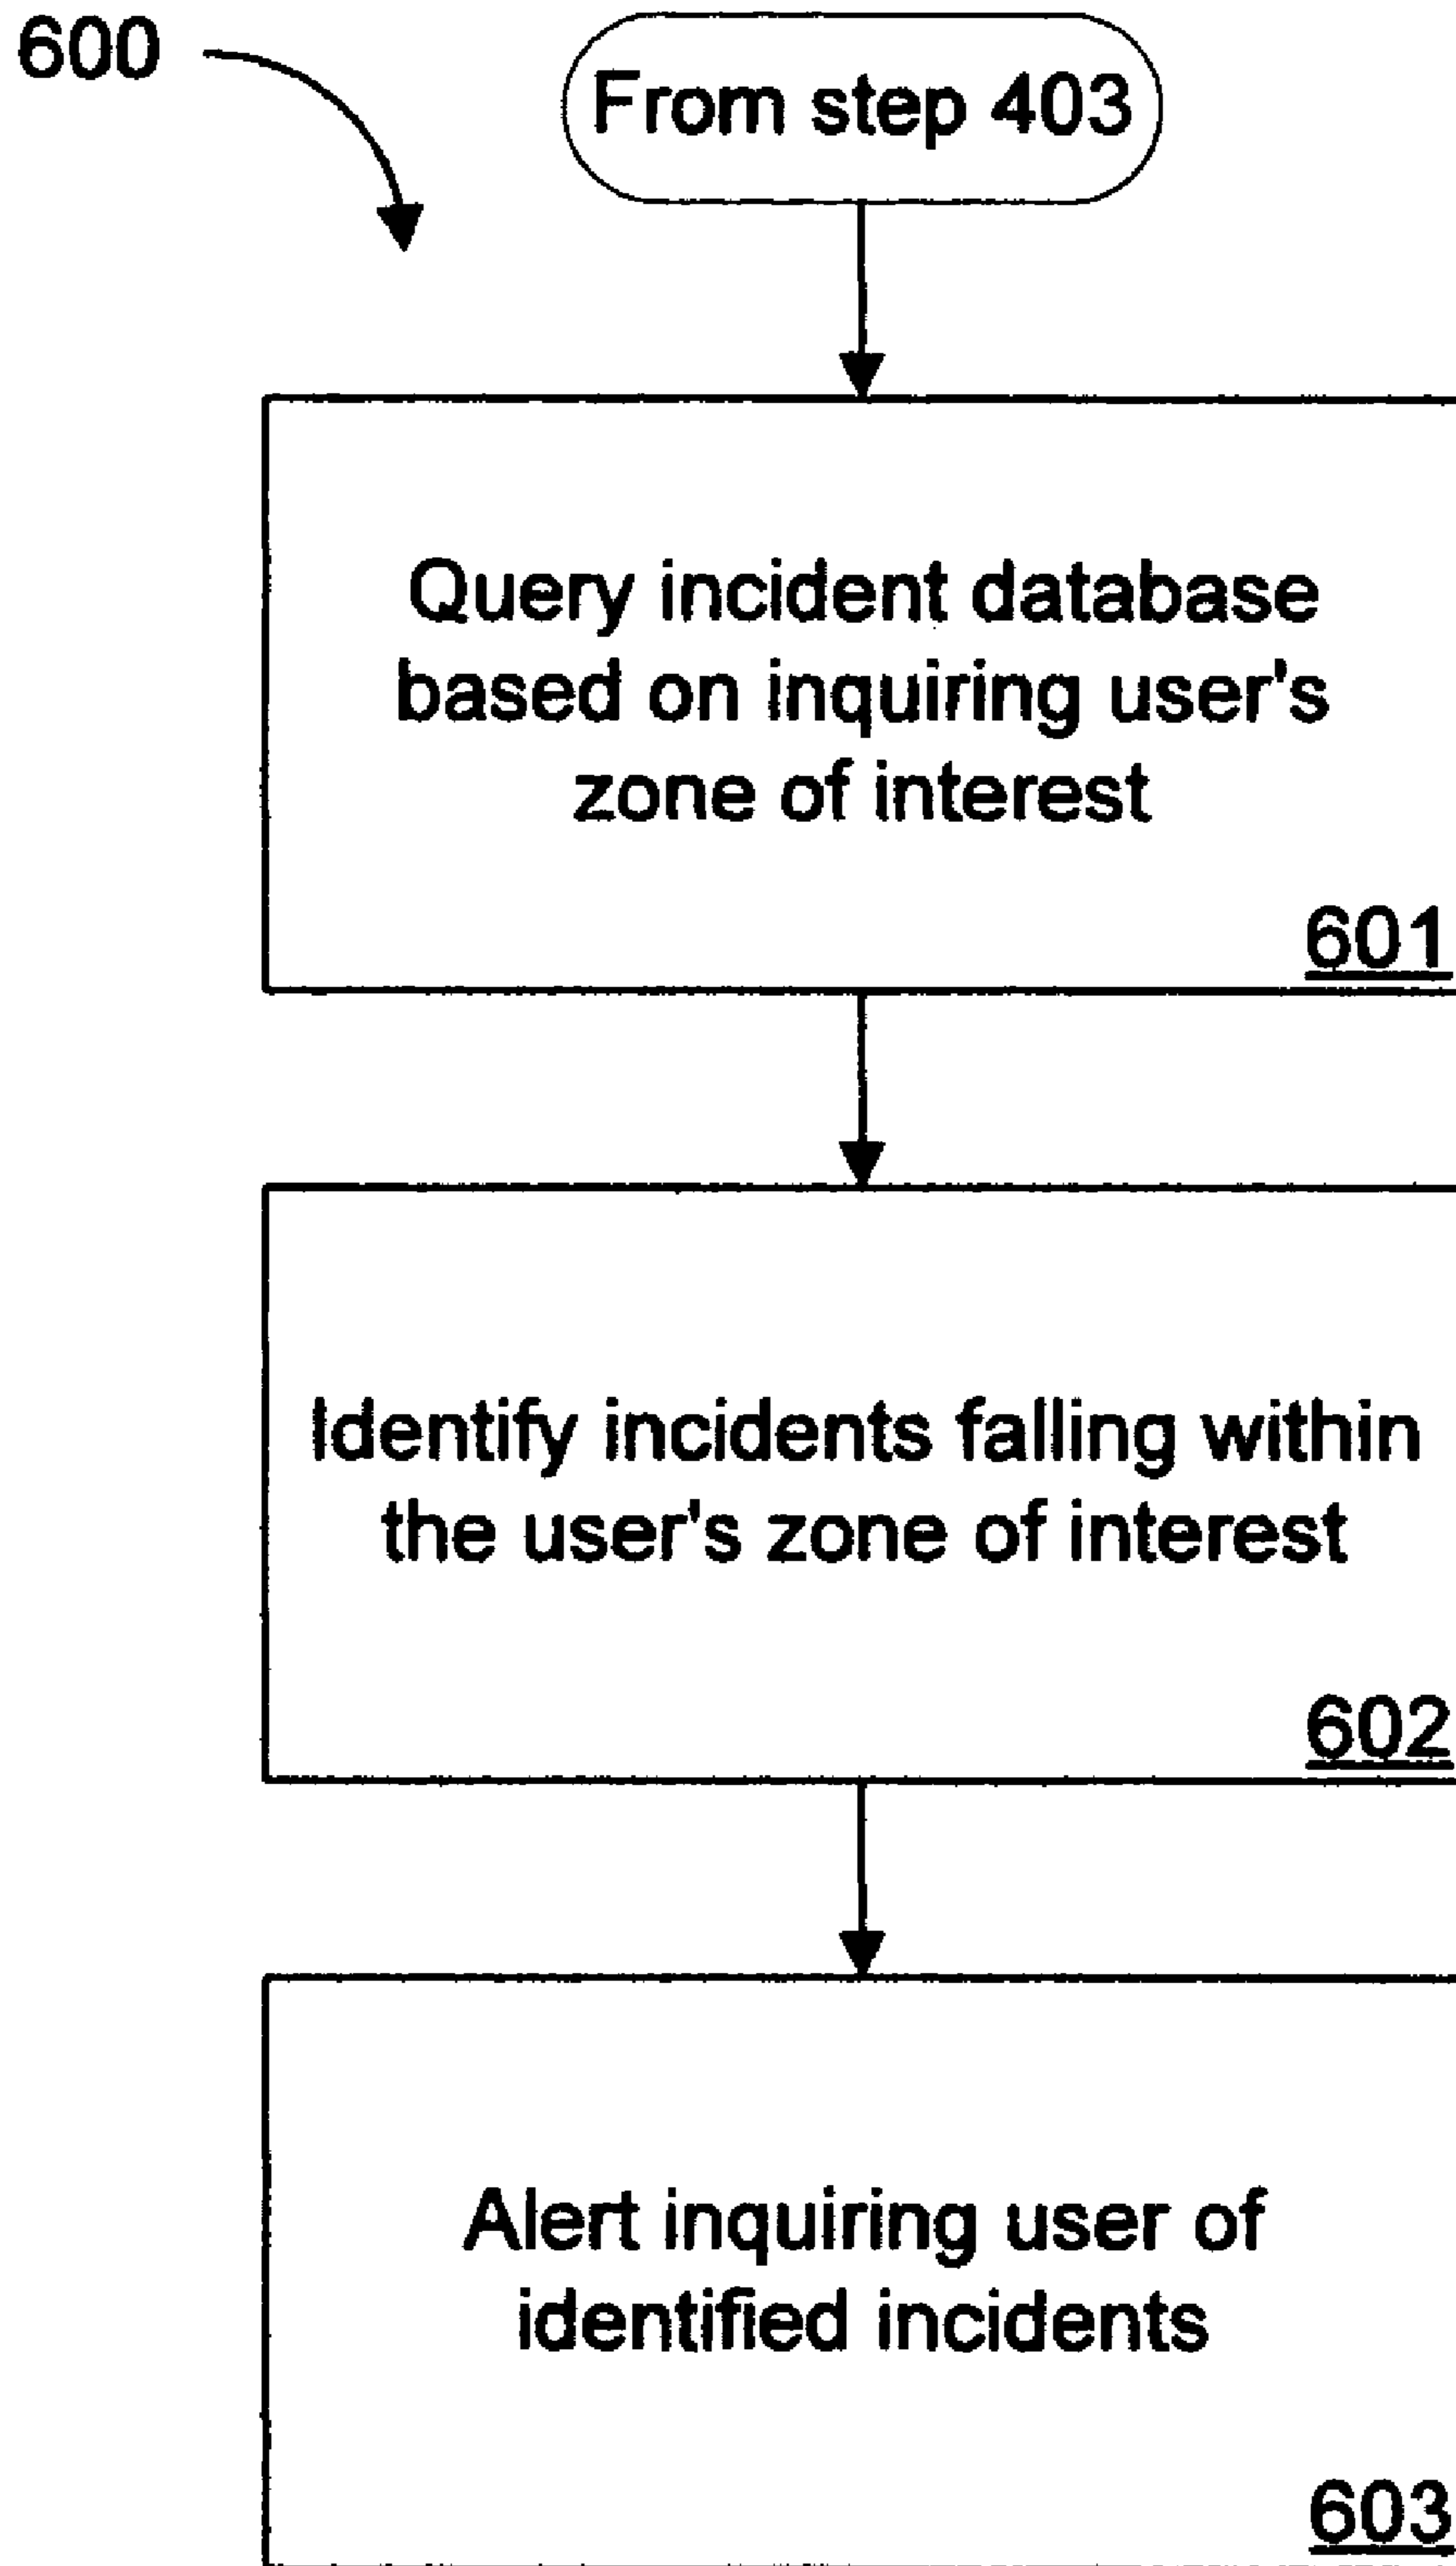 600
From step 403
Query incident database
based on inquiring user's
zone of interest
601
Identify incidents falling within
the user's zone of interest
602
Alert inquiring user of
identified incidents
603